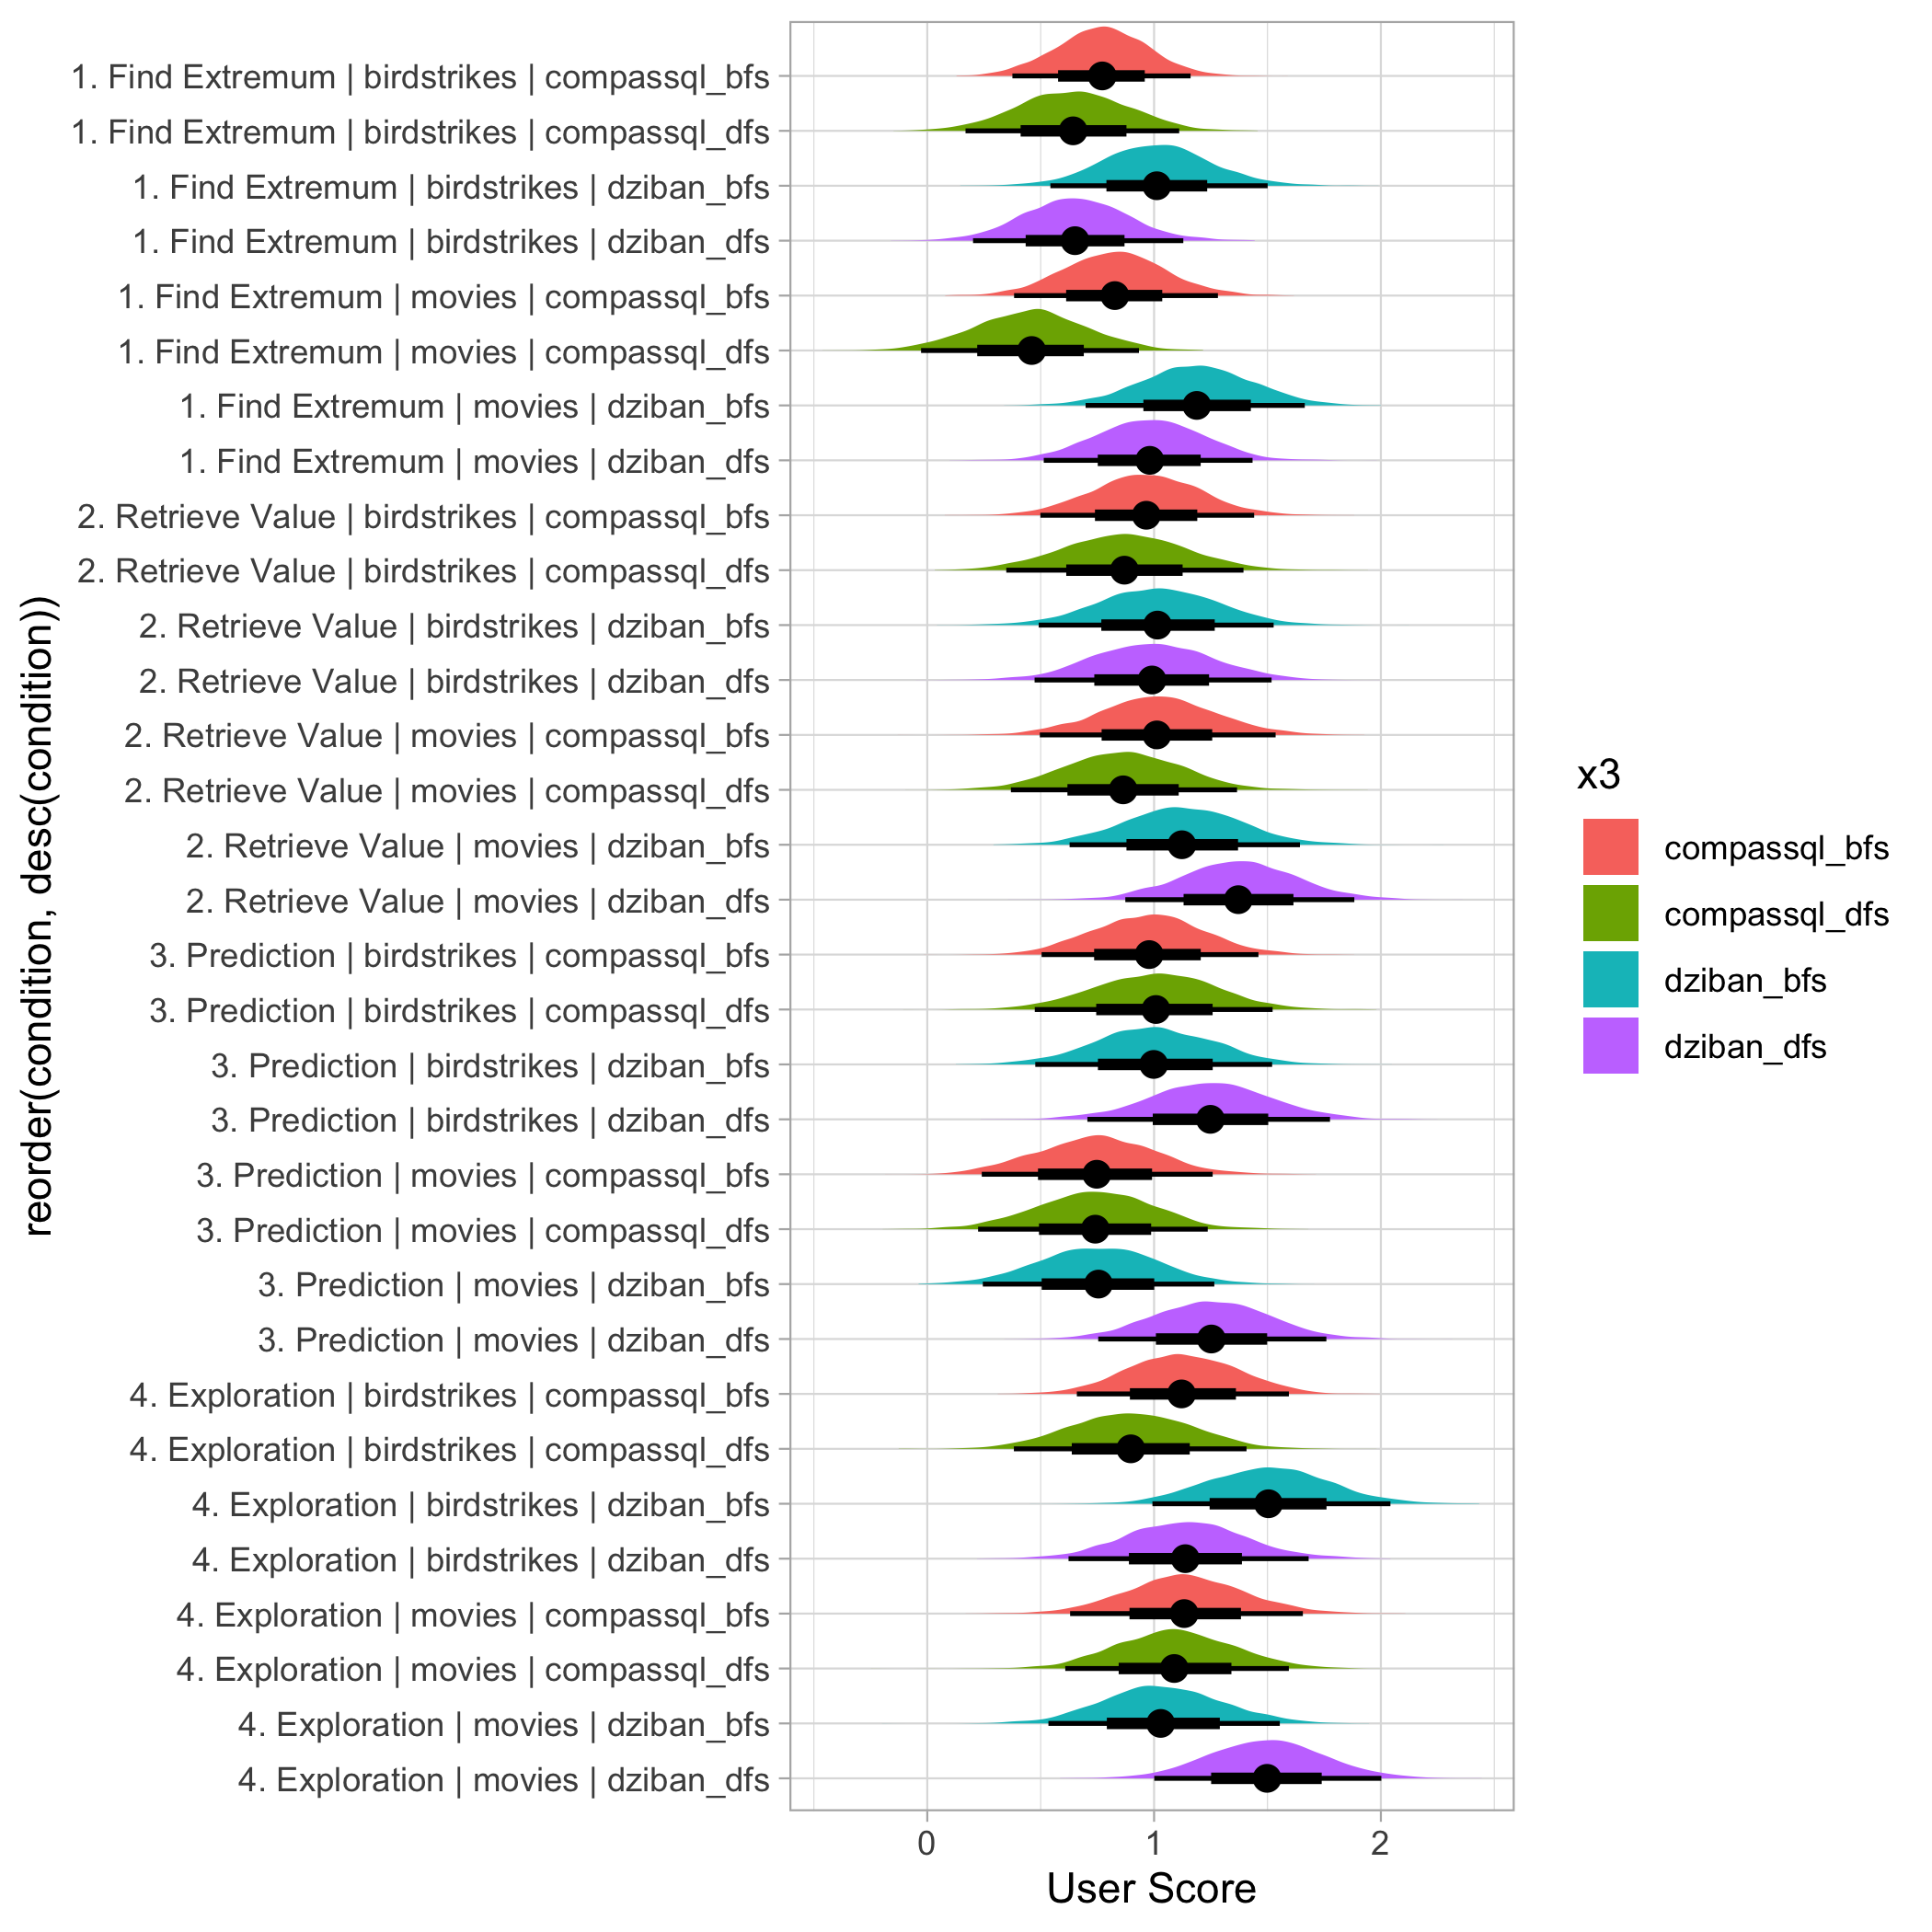 1. Find Extremum | birdstrikes | compassql_bfs
1. Find Extremum | birdstrikes | compassql_dfs
1. Find Extremum | birdstrikes | dziban_bfs
1. Find Extremum | birdstrikes | dziban_dfs
1. Find Extremum | movies | compassql_bfs
1. Find Extremum | movies | compassql_dfs
1. Find Extremum | movies | dziban_bfs
1. Find Extremum | movies | dziban_dfs
2. Retrieve Value | birdstrikes | compassql_bfs
2. Retrieve Value | birdstrikes | compassql_dfs
2. Retrieve Value | birdstrikes | dziban_bfs
2. Retrieve Value | birdstrikes | dziban_dfs
2. Retrieve Value | movies | compassql_bfs
2. Retrieve Value | movies | compassql_dfs
2. Retrieve Value | movies | dziban_bfs
2. Retrieve Value | movies | dziban_dfs
3. Prediction | birdstrikes | compassql_bfs
3. Prediction | birdstrikes | compassql_dfs
3. Prediction | birdstrikes | dziban_bfs
3. Prediction | birdstrikes | dziban_dfs
3. Prediction | movies | compassql_bfs
3. Prediction | movies | compassql_dfs
3. Prediction | movies | dziban_bfs
3. Prediction | movies | dziban_dfs
4. Exploration | birdstrikes | compassql_bfs
4. Exploration | birdstrikes | compassql_dfs
4. Exploration | birdstrikes | dziban_bfs
4. Exploration | birdstrikes | dziban_dfs
4. Exploration | movies | compassql_bfs
4. Exploration | movies | compassql_dfs
4. Exploration | movies | dziban_bfs
4. Exploration | movies | dziban_dfs
reorder(condition, desc(condition))
0 1 2
User Score
x3
compassql_bfs
compassql_dfs
dziban_bfs
dziban_dfs